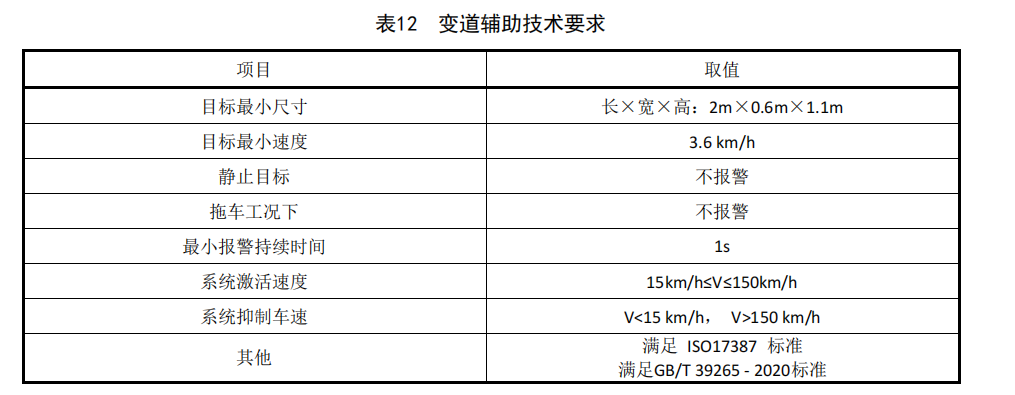 表12 变道辅助技术要求
项目 取值
目标最小尺寸 长×宽×高：2m×0.6m×1.1m
目标最小速度 3.6 km/h
静止目标 不报警
拖车工况下 不报警
最小报警持续时间 1s
系统激活速度 15km/h≤V≤150km/h
系统抑制车速 V<15 km/h， V>150 km/h
其他 满足 ISO17387 标准
满足GB/T 39265 - 2020标准